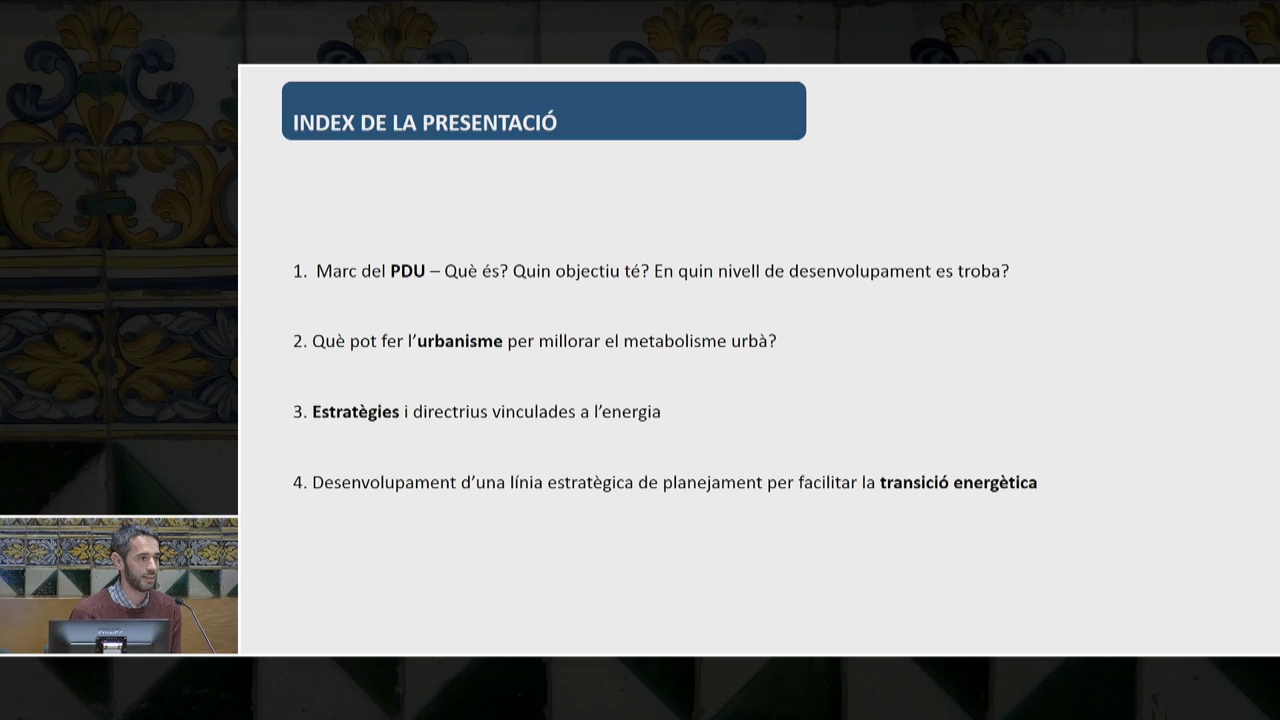 INDEX DE LA PRESENTACIÓ
1. Marc del PDU – Què és? Quin objectiu té? En quin nivell de desenvolupament es troba?
2. Què pot fer l’urbanisme per millorar el metabolisme urbà?
3. Estratègies i directrius vinculades a l’energia
4. Desenvolupament d’una línia estratègica de planejament per facilitar la transició energètica